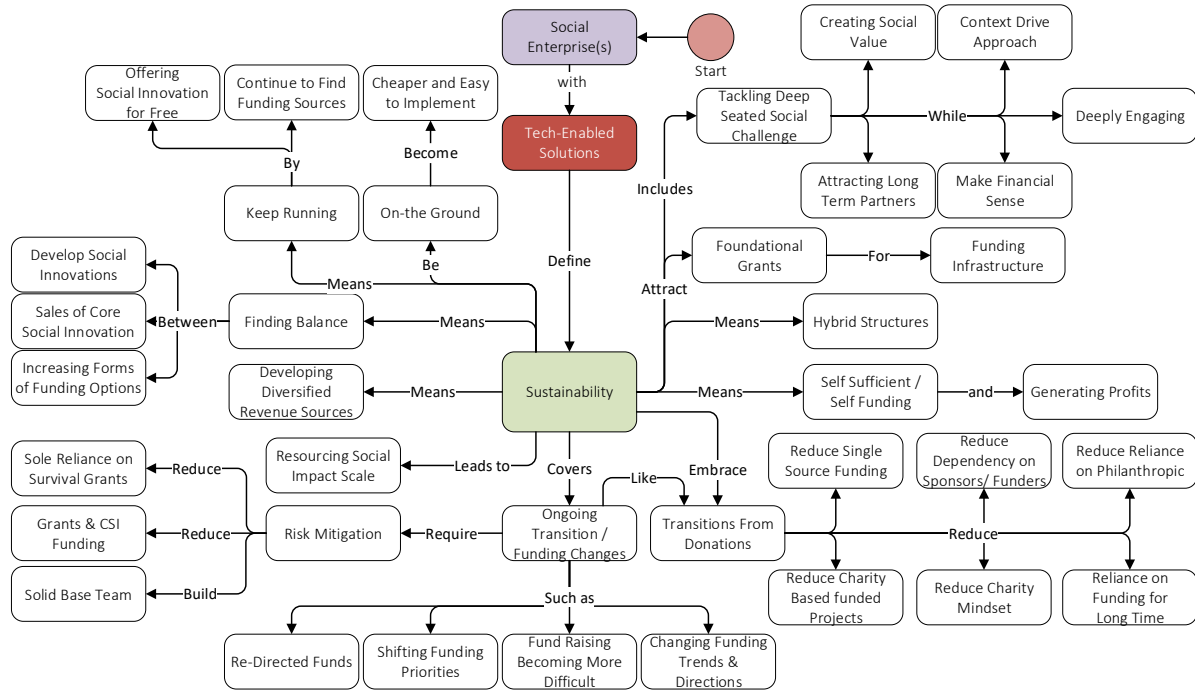 Social
Enterprise(s)
Start
with
Tech-Enabled
Solutions
Define
Creating Social
Value
Context Drive
Approach
Tackling Deep
Seated Social
Challenge
While
Deeply Engaging
Attracting Long
Term Partners
Make Financial
Sense
Includes
Offering
Social Innovation
for Free
Continue to Find
Funding Sources
Cheaper and Easy
to Implement
By
Become
Keep Running
On-the Ground
Means
Be
Foundational
Grants
For
Funding
Infrastructure
Attract
Develop Social
Innovations
Sales of Core
Social Innovation
Increasing Forms
of Funding Options
Between
Finding Balance
Means
Means
Hybrid Structures
Developing
Diversified
Revenue Sources
Means
Sustainability
Means
Self Sufficient /
Self Funding
and
Generating Profits
Resourcing Social
Impact Scale
Leads to
Covers
Embrace
Like
Sole Reliance on
Survival Grants
Reduce
Grants & CSI
Funding
Reduce
Solid Base Team
Build
Risk Mitigation
Require
Ongoing
Transition /
Funding Changes
Transitions From
Donations
Reduce Single
Source Funding
Reduce
Dependency on
Sponsors/ Funders
Reduce Reliance
on Philanthropic
Reduce
Reduce Charity
Based funded
Projects
Reduce Charity
Mindset
Reliance on
Funding for
Long Time
Such as
Re-Directed Funds
Shifting Funding
Priorities
Fund Raising
Becoming More
Difficult
Changing Funding
Trends &
Directions